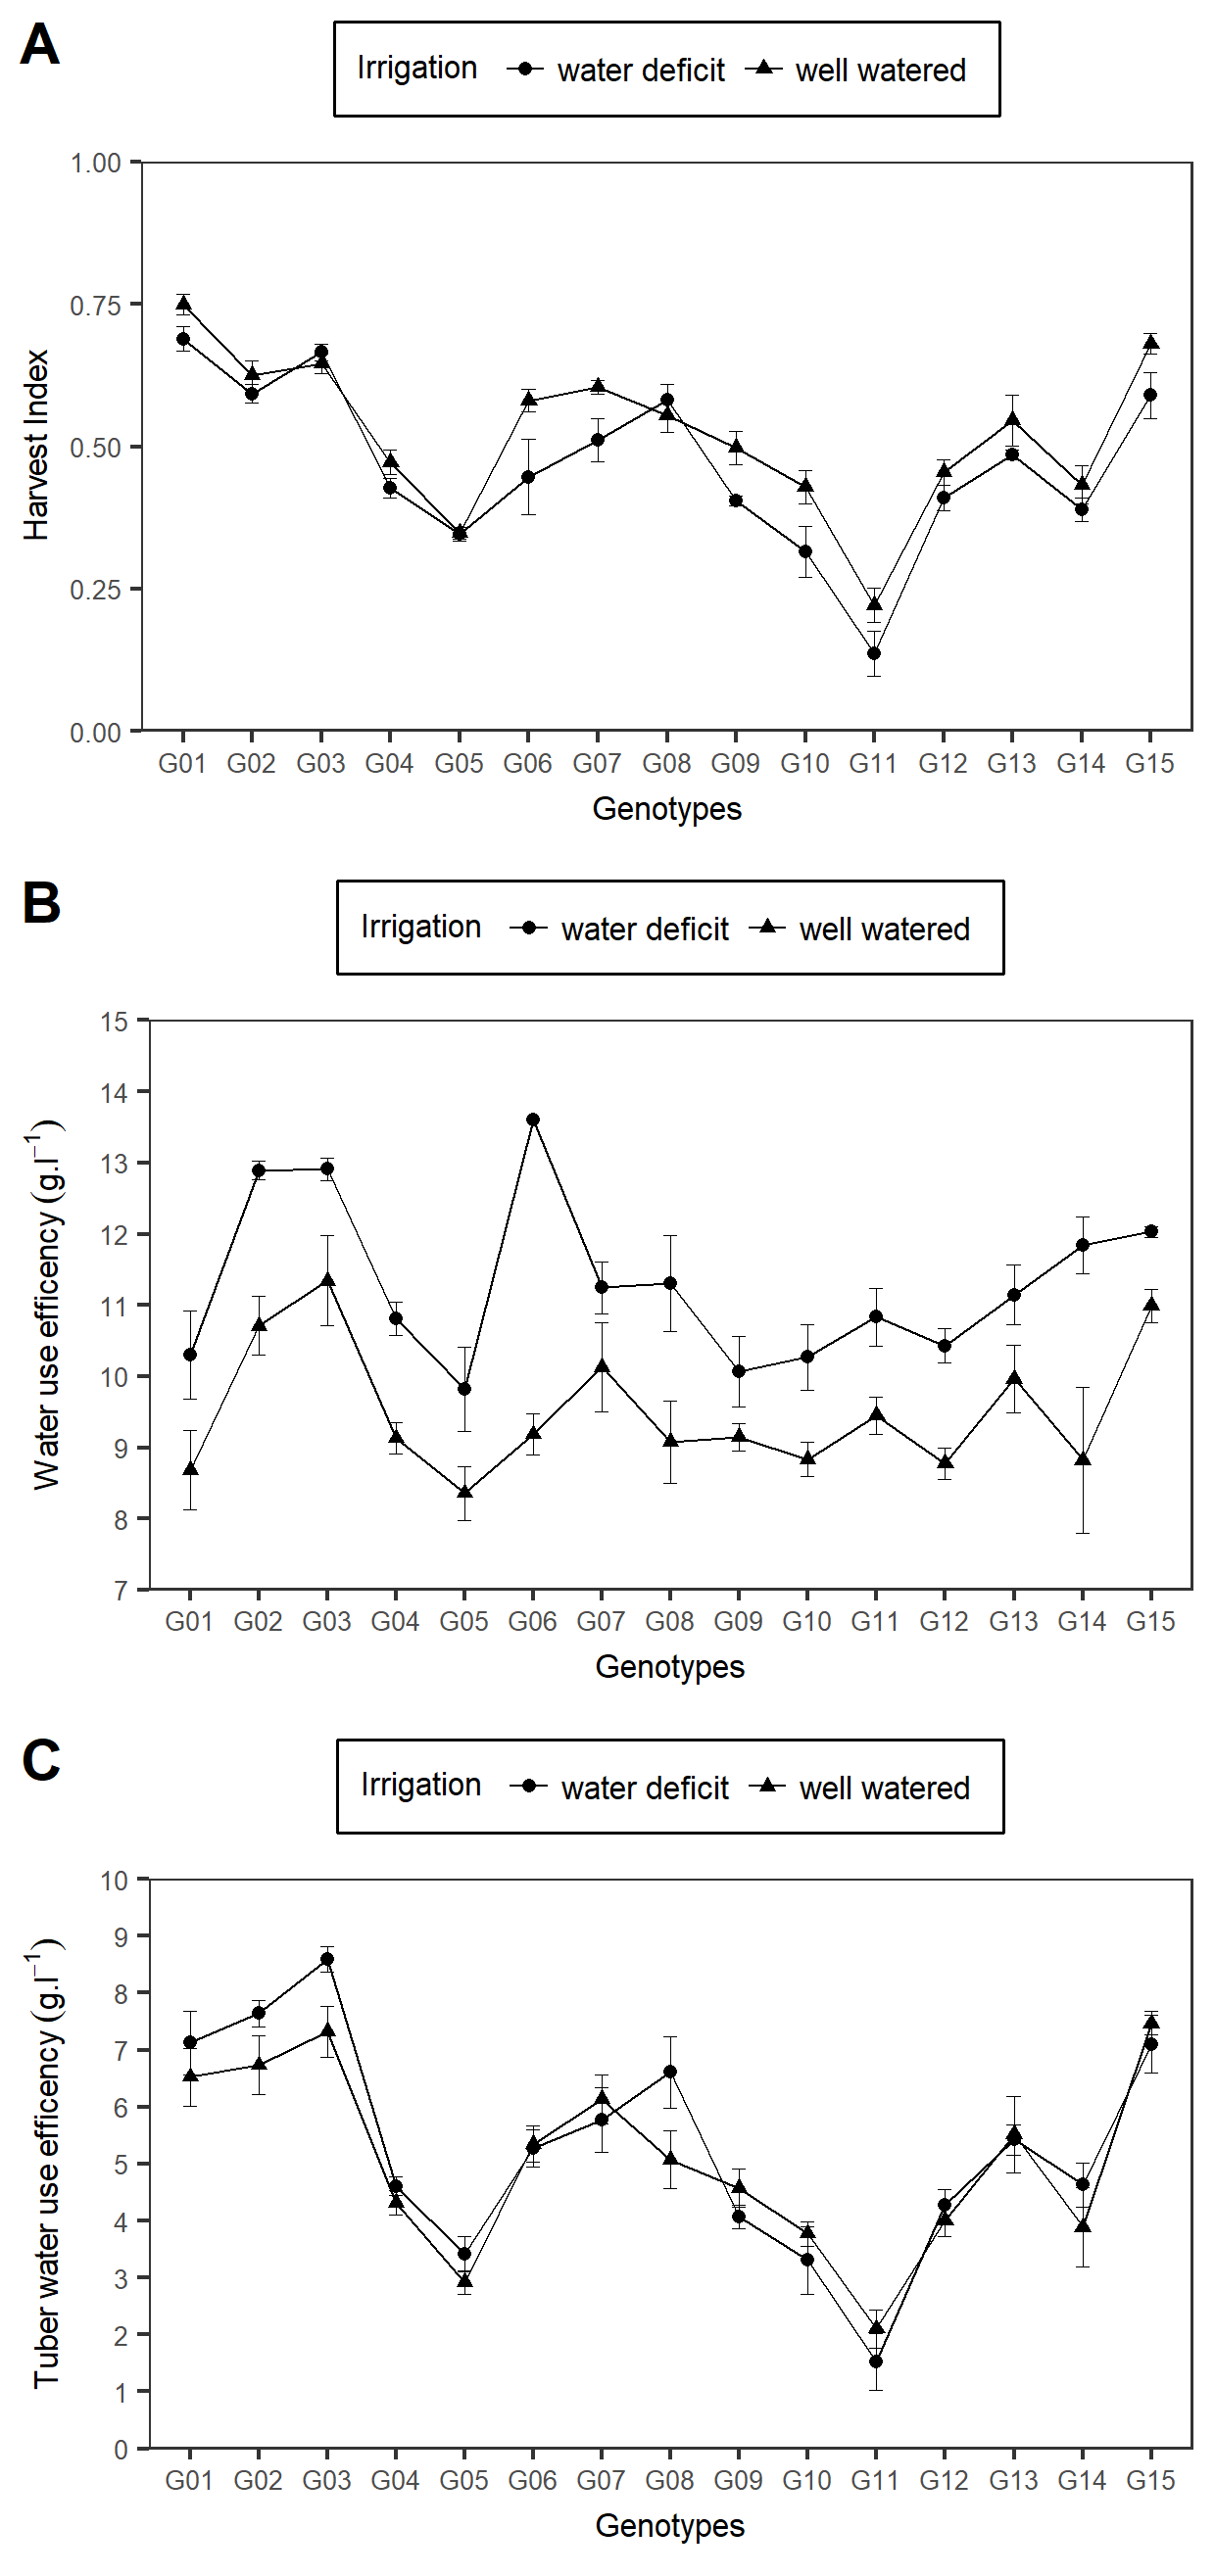 A
Irrigation water deficit well watered
1.00
0.75
0.50
0.25
0.00
Harvest Index
G01 G02 G03 G04 G05 G06 G07 G08 G09 G10 G11 G12 G13 G14 G15
Genotypes
B
Irrigation water deficit well watered
15
14
13
12
11
10
9
8
7
Water use efficency (g.l⁻¹)
G01 G02 G03 G04 G05 G06 G07 G08 G09 G10 G11 G12 G13 G14 G15
Genotypes
C
Irrigation water deficit well watered
10
9
8
7
6
5
4
3
2
1
0
Tuber water use efficency (g.l⁻¹)
G01 G02 G03 G04 G05 G06 G07 G08 G09 G10 G11 G12 G13 G14 G15
Genotypes